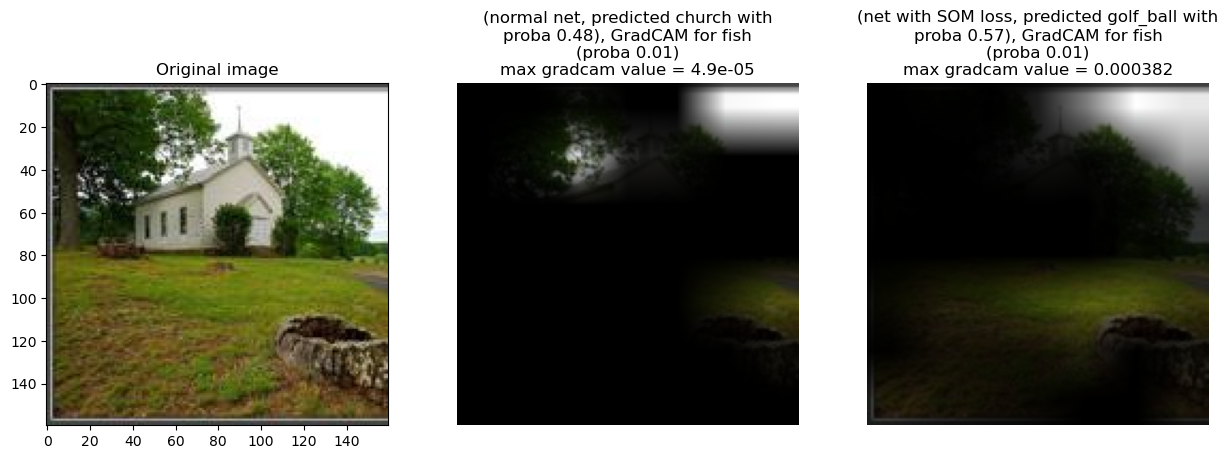 (normal net, predicted church with
proba 0.48), GradCAM for fish
(proba 0.01)
max gradcam value = 4.9e-05
(net with SOM loss, predicted golf_ball with
proba 0.57), GradCAM for fish
(proba 0.01)
max gradcam value = 0.000382
Original image
0
20
40
60
80
100
120
140
0 20 40 60 80 100 120 140